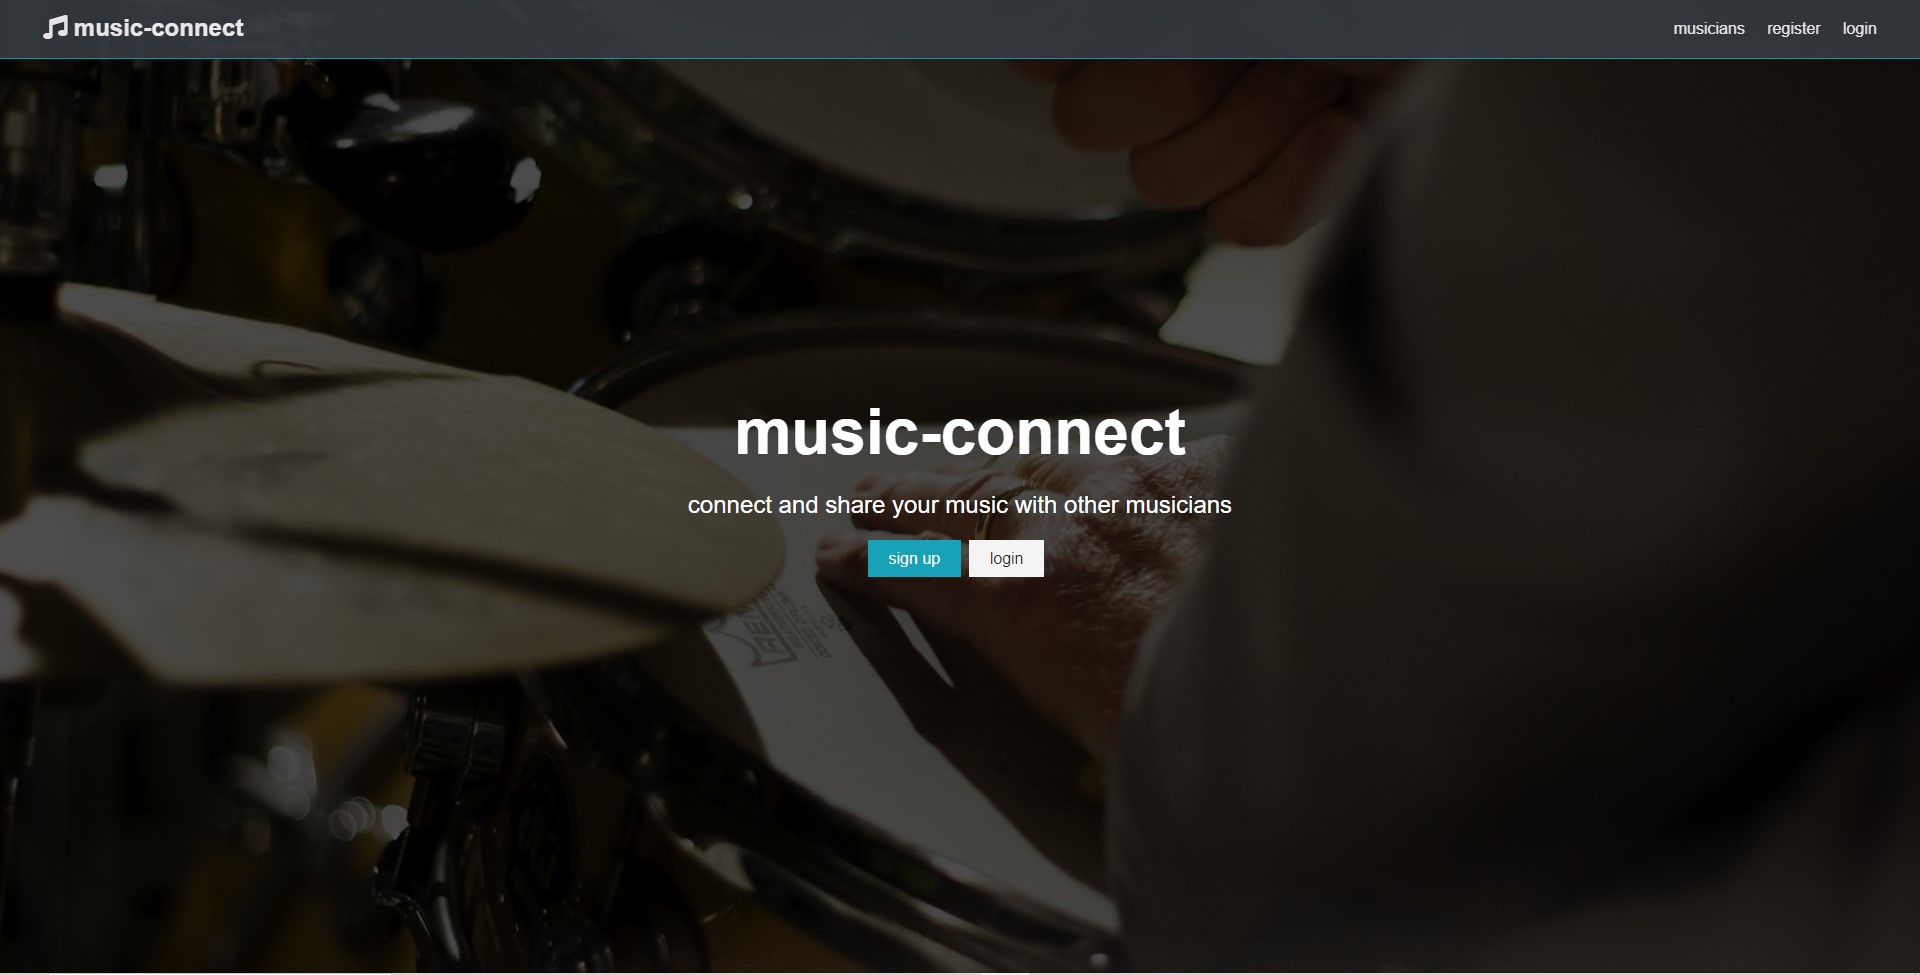 music-connect
musicians register login
music-connect
connect and share your music with other musicians
sign up login